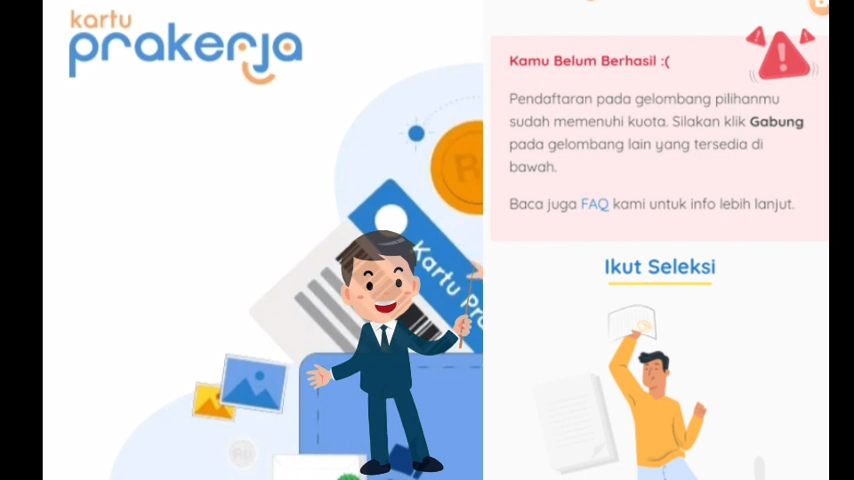 kartu
prakerja
Kartu Pra
Kamu Belum Berhasil :(
Pendaftaran pada gelombang pilihanmu
sudah memenuhi kuota. Silakan klik Gabung
pada gelombang lain yang tersedia di
bawah.
Baca juga FAQ kami untuk info lebih lanjut.
Ikut Seleksi